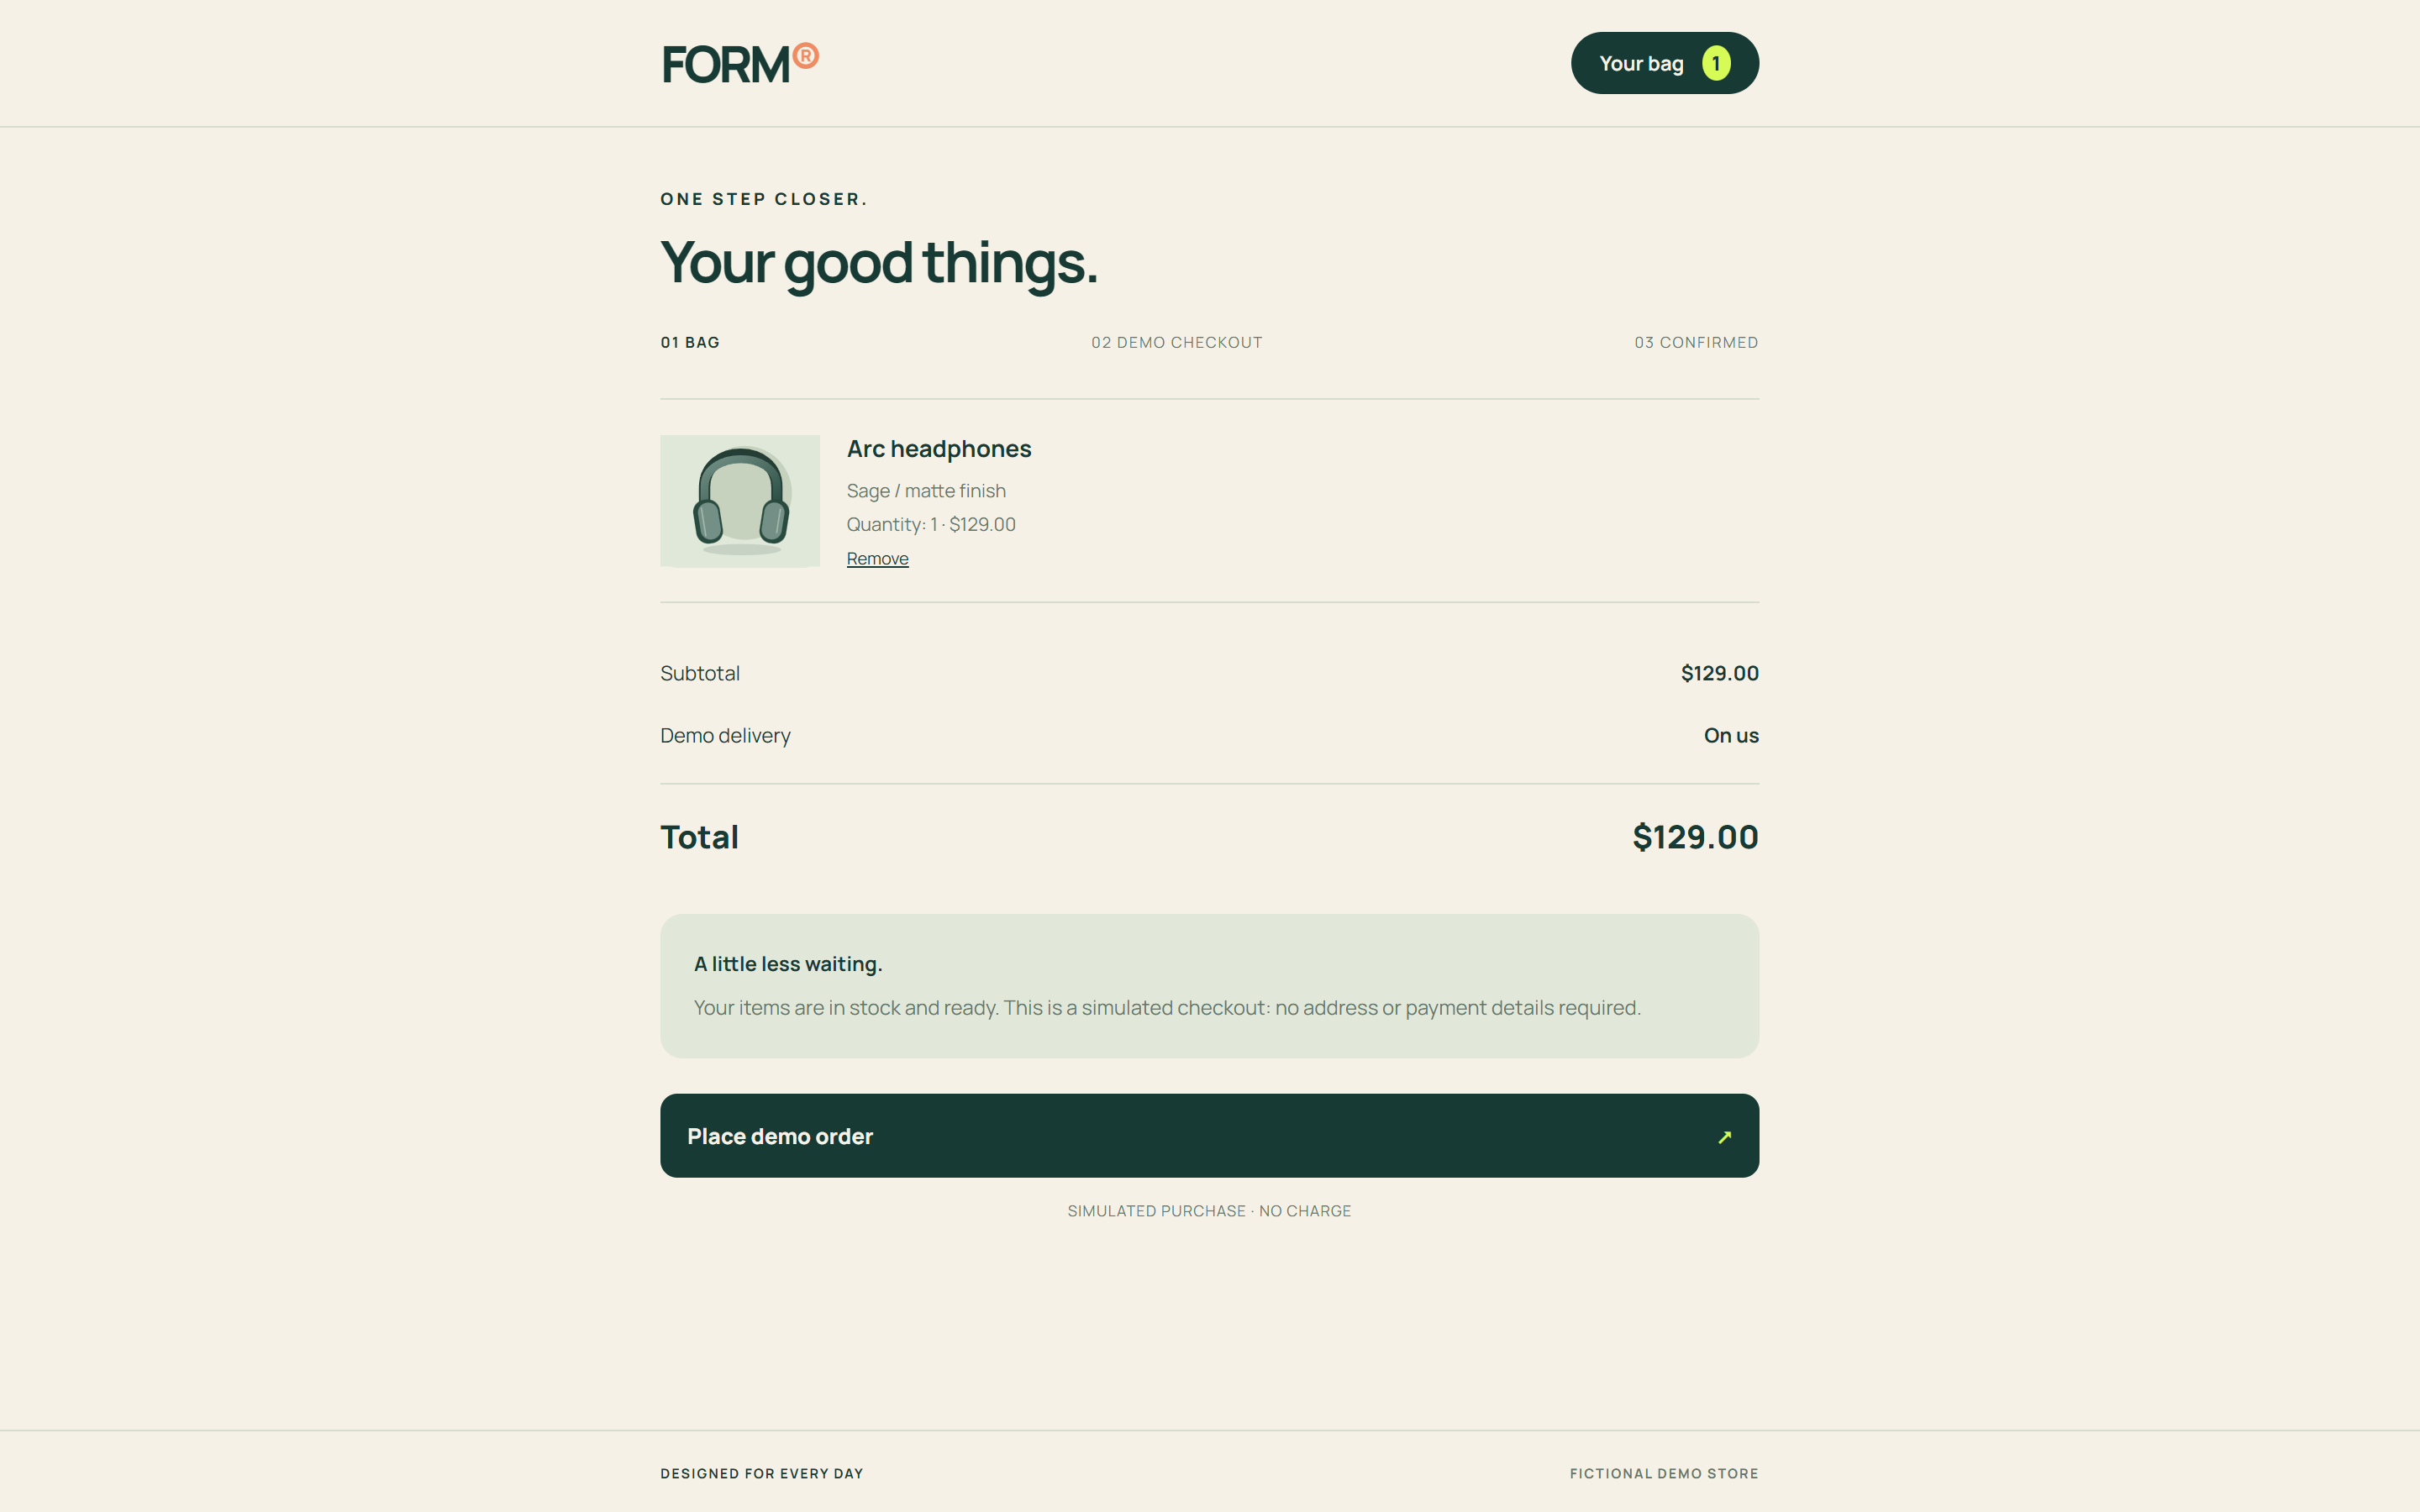 FORM®
Your bag 1
ONE STEP CLOSER.
Your good things.
01 BAG 02 DEMO CHECKOUT 03 CONFIRMED
Arc headphones
Sage / matte finish
Quantity: 1 · $129.00
Remove
Subtotal $129.00
Demo delivery On us
Total $129.00
A little less waiting.
Your items are in stock and ready. This is a simulated checkout: no address or payment details required.
Place demo order ↗
SIMULATED PURCHASE · NO CHARGE
DESIGNED FOR EVERY DAY FICTIONAL DEMO STORE